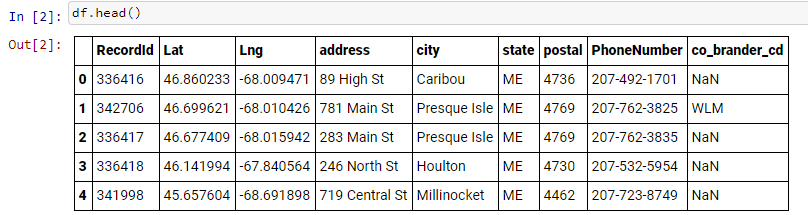 In [2]: df.head()
Out[2]:
RecordId Lat Lng address city state postal PhoneNumber co_brander_cd
0 336416 46.860233 -68.009471 89 High St Caribou ME 4736 207-492-1701 NaN
1 342706 46.699621 -68.010426 781 Main St Presque Isle ME 4769 207-762-3825 WLM
2 336417 46.677409 -68.015942 283 Main St Presque Isle ME 4769 207-762-3835 NaN
3 336418 46.141994 -67.840564 246 North St Houlton ME 4730 207-532-5954 NaN
4 341998 45.657604 -68.691898 719 Central St Millinocket ME 4462 207-723-8749 NaN